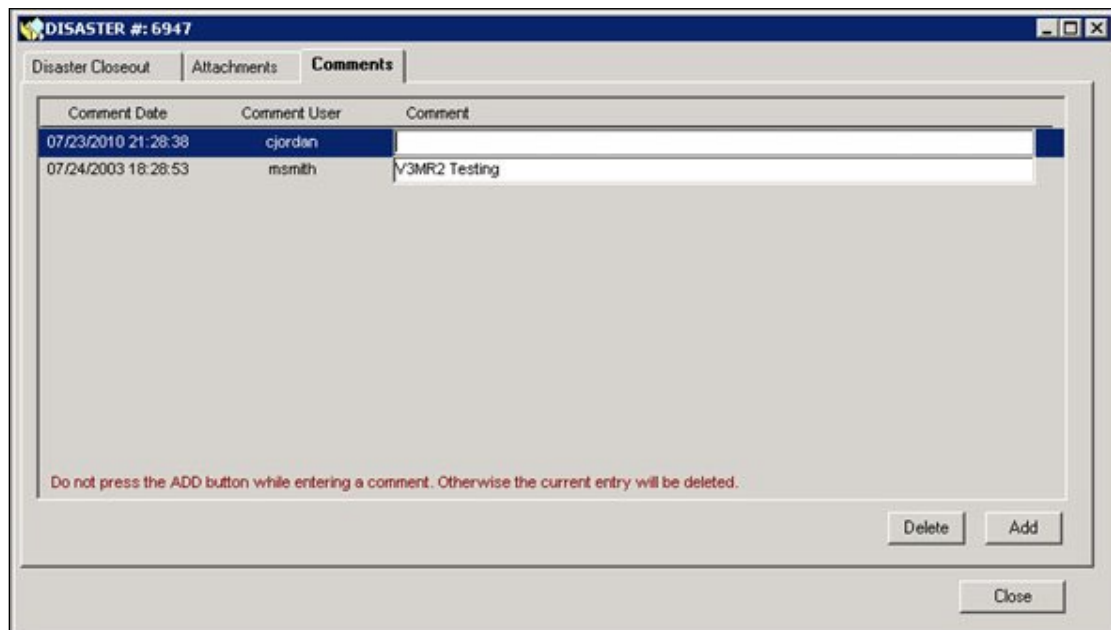 DISASTER #: 6947
Disaster Closeout Attachments Comments
Comment Date Comment User Comment
07/23/2010 21:28:38 cjordan
07/24/2003 18:28:53 msmith V3MR2 Testing
Do not press the ADD button while entering a comment. Otherwise the current entry will be deleted.
Delete Add
Close